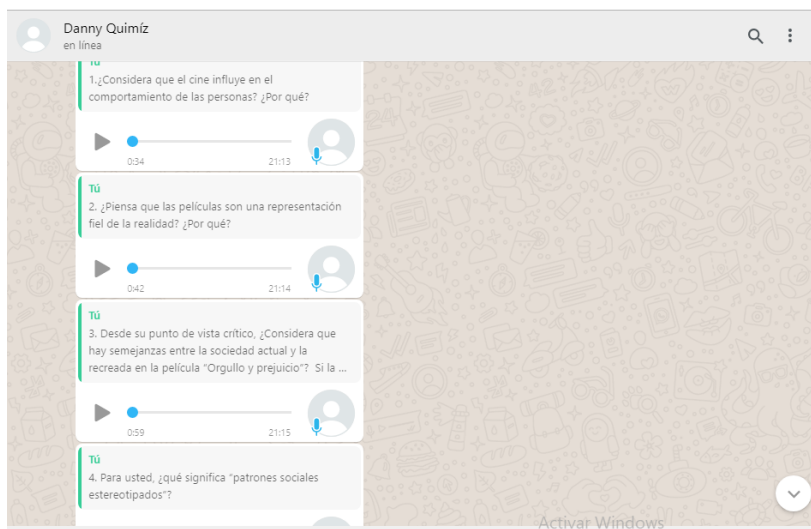 Danny Quimíz
en línea
Tú
1.¿Considera que el cine influye en el
comportamiento de las personas? ¿Por qué?
0:34 21:13
Tú
2. ¿Piensa que las películas son una representación
fiel de la realidad? ¿Por qué?
0:42 21:14
Tú
3. Desde su punto de vista crítico, ¿Considera que
hay semejanzas entre la sociedad actual y la
recreada en la película "Orgullo y prejuicio"? Si la ...
0:59 21:15
Tú
4. Para usted, ¿qué significa "patrones sociales
estereotipados"?
Activar Windows